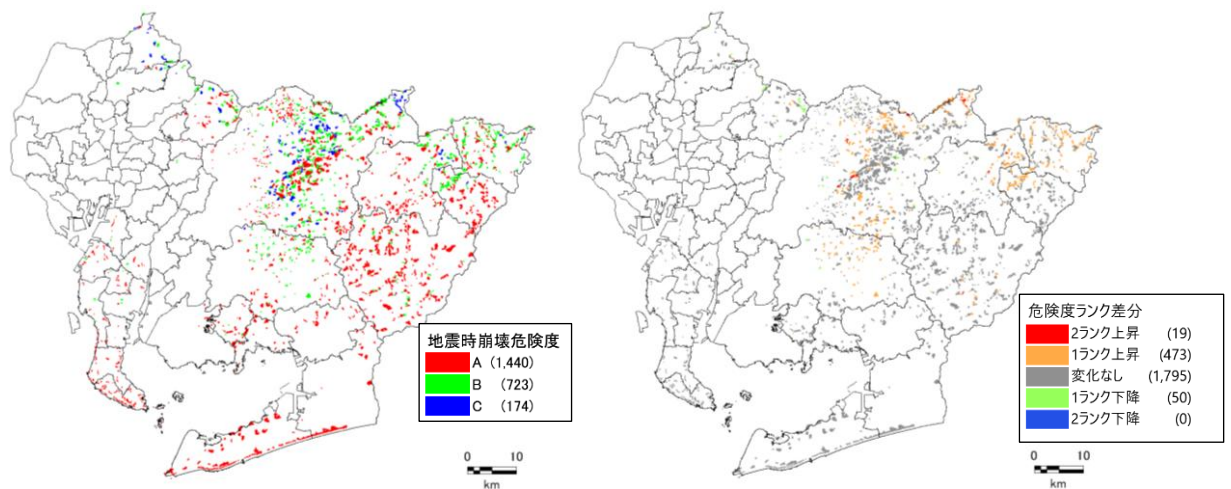 地震時崩壊危険度
A (1,440)
B (723)
C (174)
0 10
km
危険度ランク差分
2ランク上昇 (19)
1ランク上昇 (473)
変化なし (1,795)
1ランク下降 (50)
2ランク下降 (0)
0 10
km